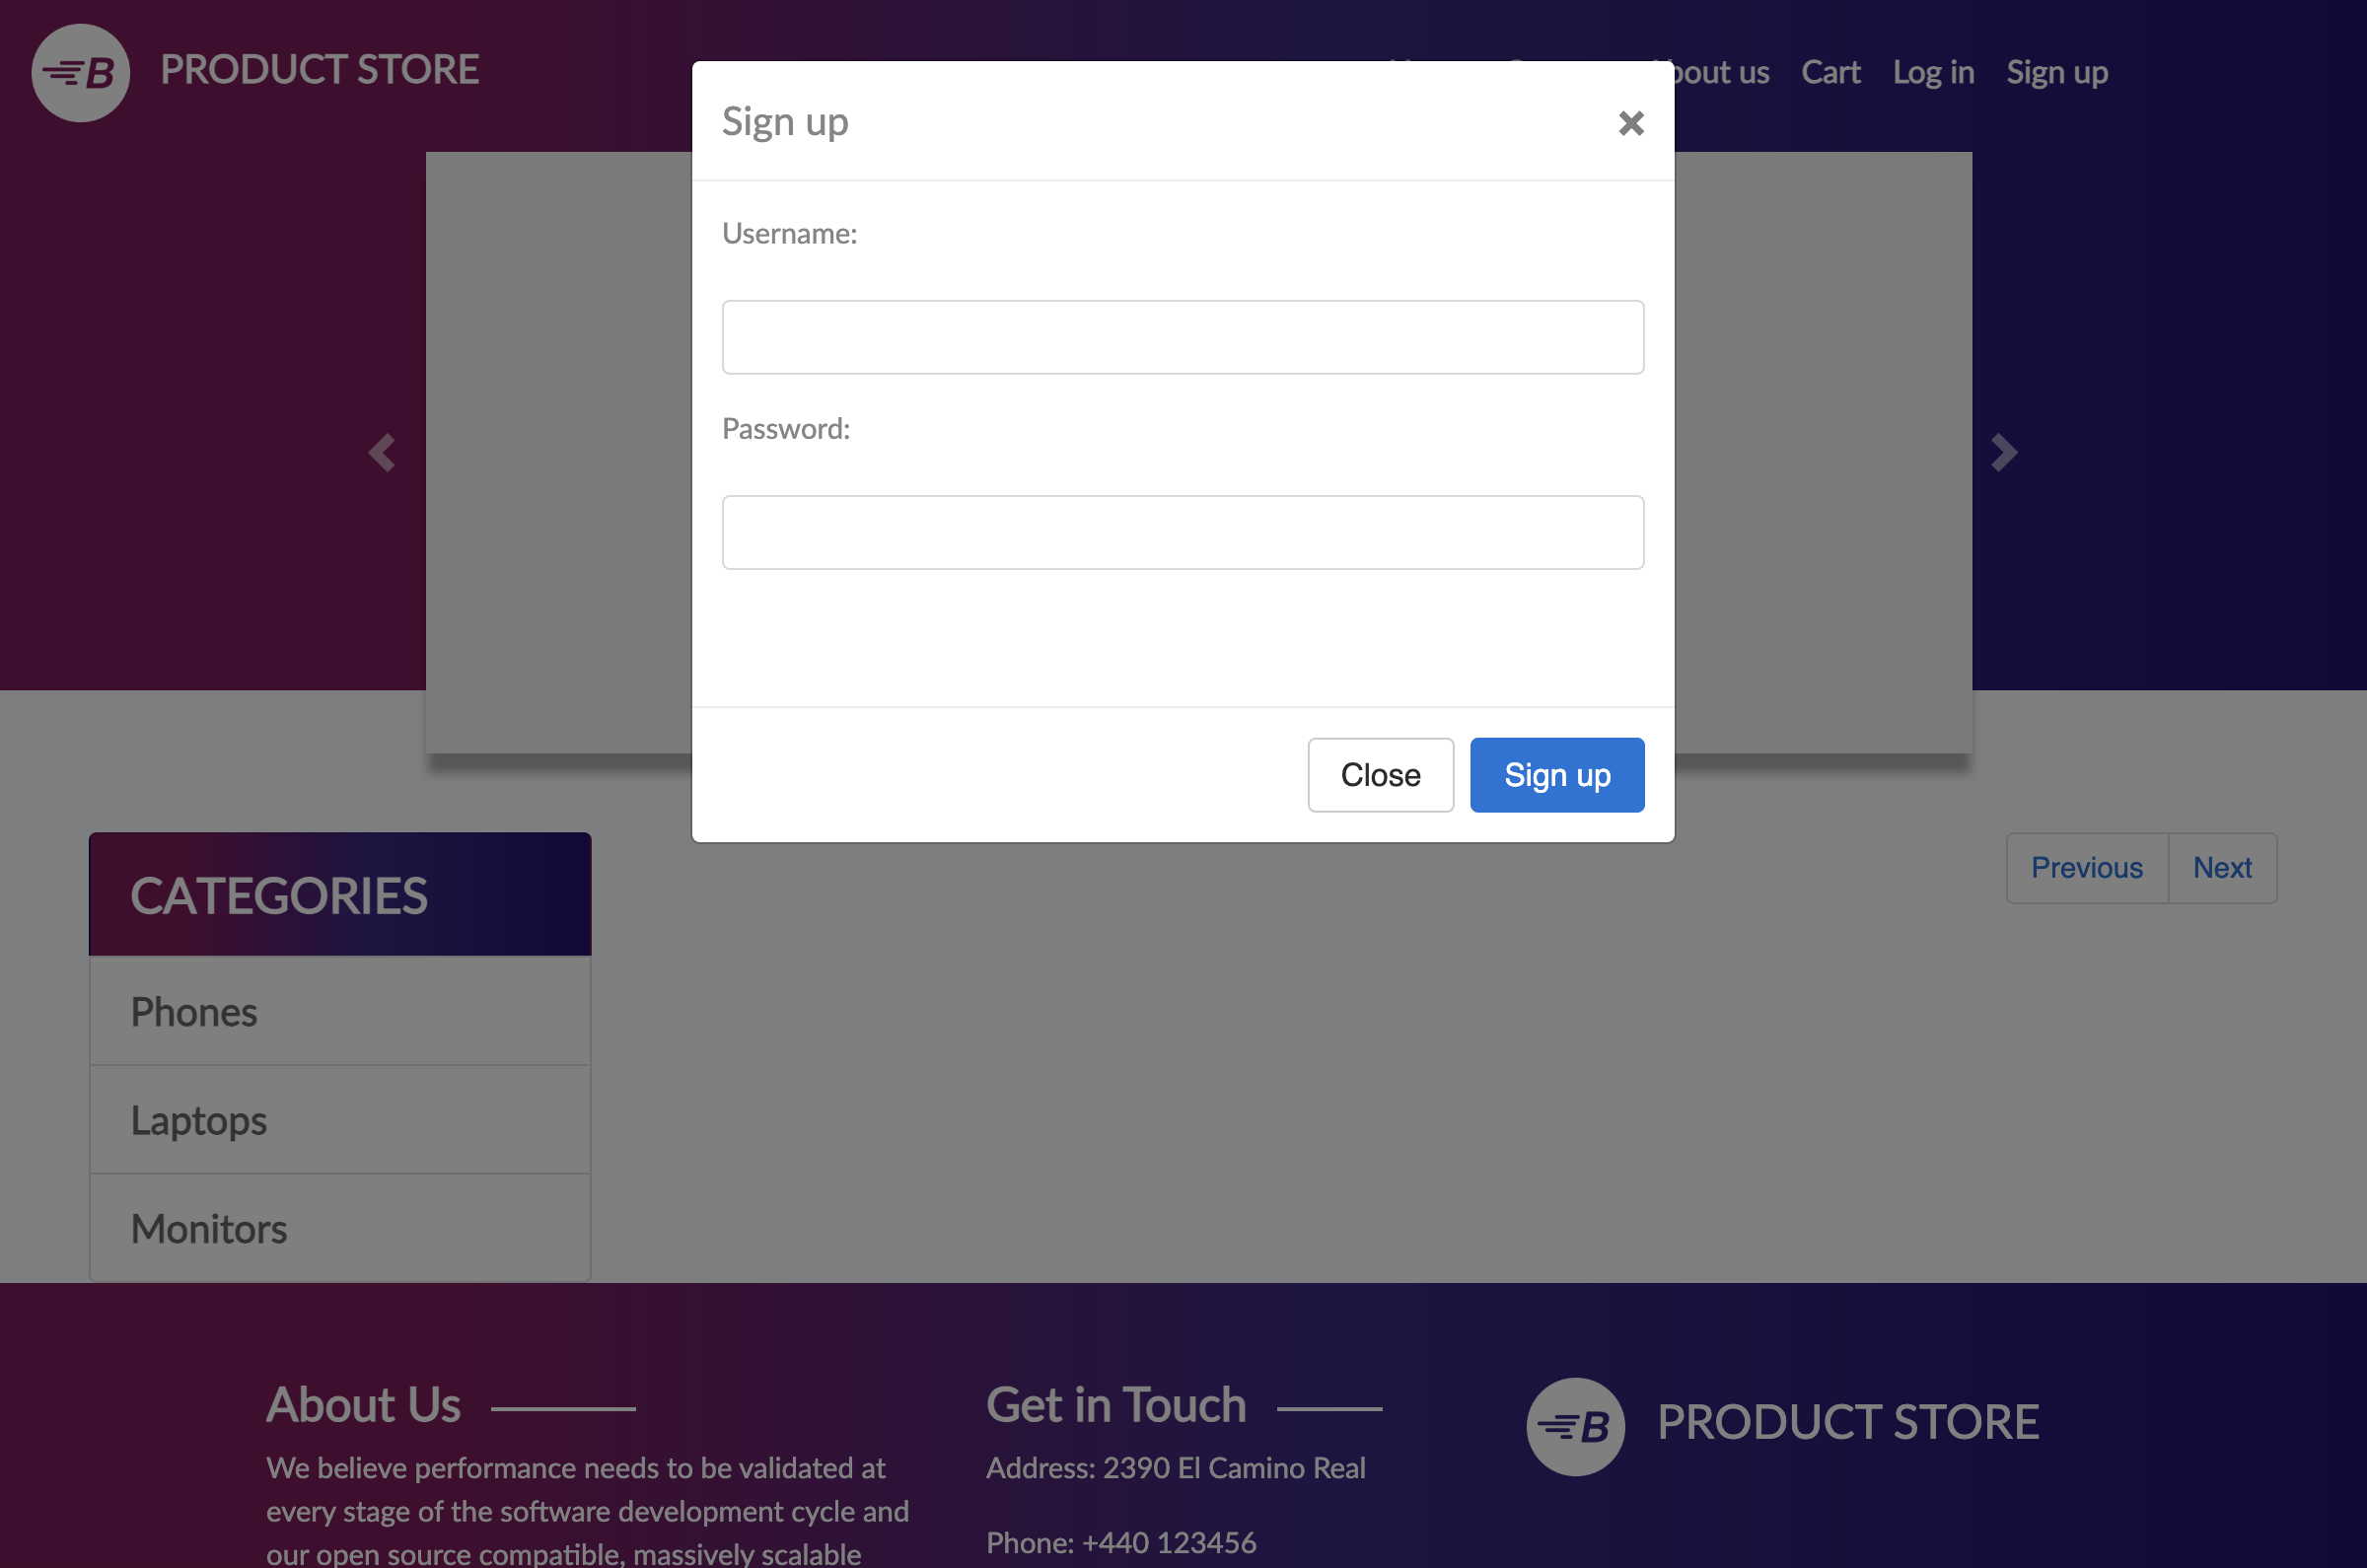 B PRODUCT STORE
out us Cart Log in Sign up
Sign up
Username:
Password:
Close Sign up
Previous Next
CATEGORIES
Phones
Laptops
Monitors
About Us
We believe performance needs to be validated at
every stage of the software development cycle and
our open source compatible, massively scalable
Get in Touch
Address: 2390 El Camino Real
Phone: +440 123456
B PRODUCT STORE